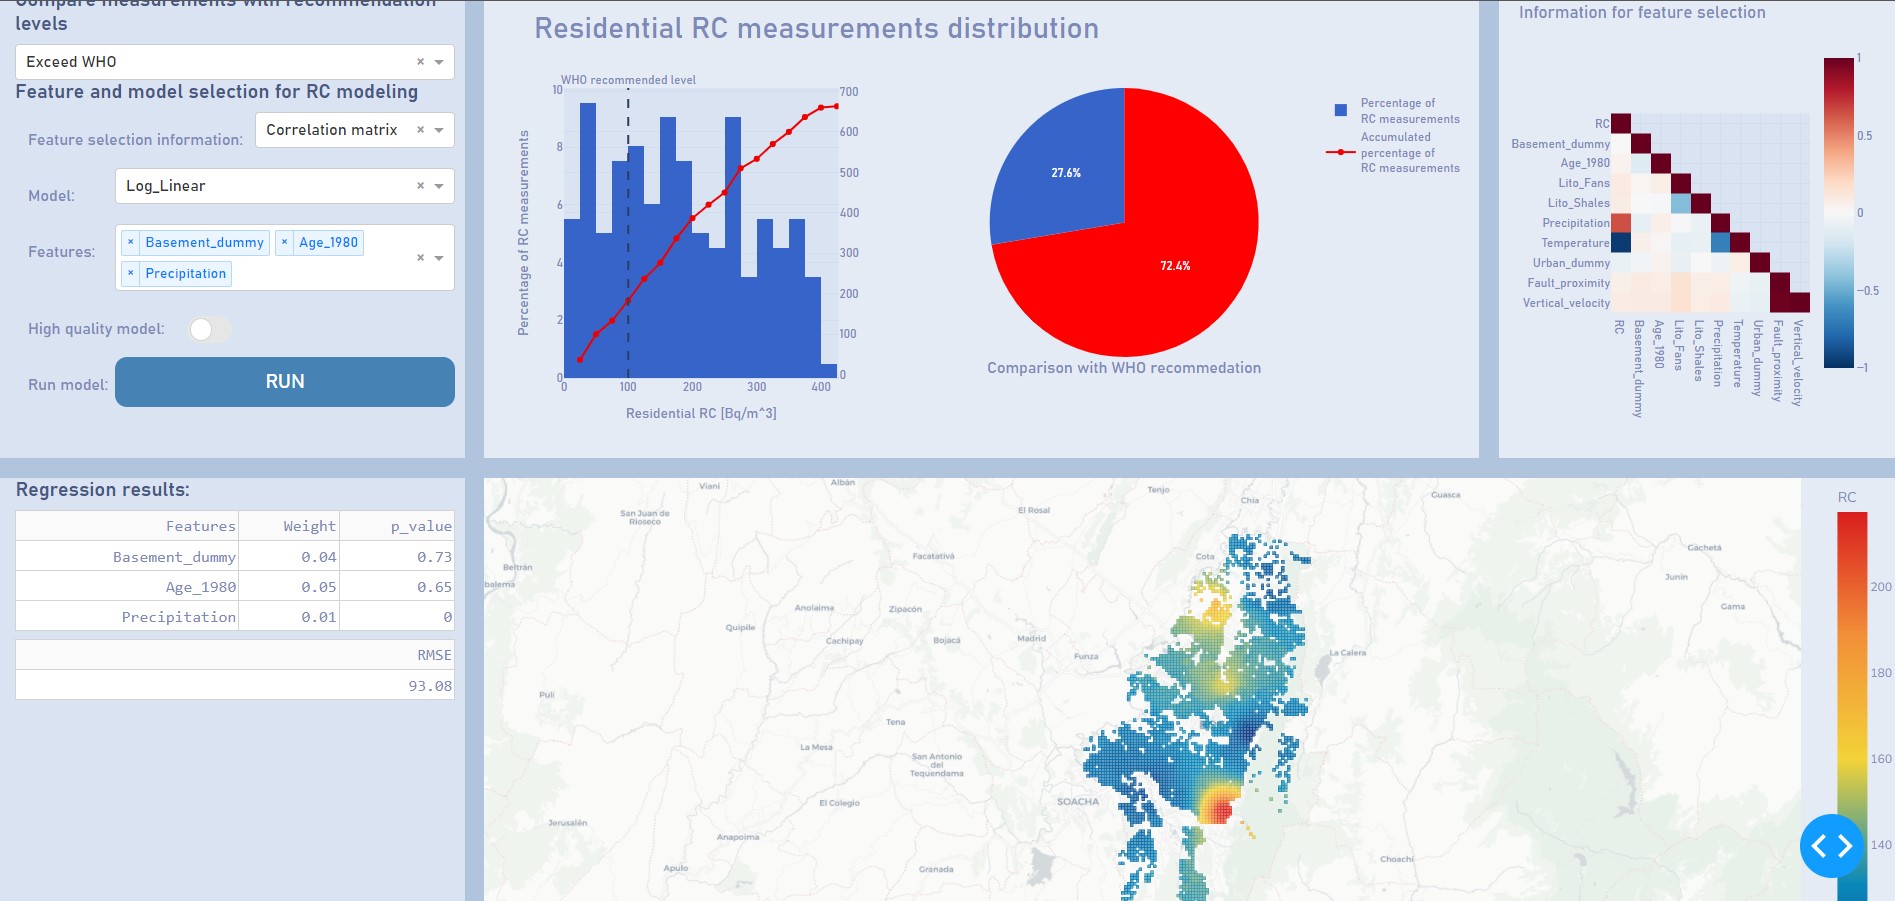 Compare measurements with recommendation
levels
Exceed WHO
Feature and model selection for RC modeling
Feature selection information:
Correlation matrix
Model:
Log_Linear
Features:
× Basement_dummy
× Age_1980
× Precipitation
High quality model:
Run model:
RUN
Residential RC measurements distribution
WHO recommended level
10
8
6
4
2
0
Percentage of RC measurements
700
600
500
400
300
200
100
0
0
100
200
300
400
Residential RC [Bq/m^3]
27.6%
72.4%
Comparison with WHO recommedation
Percentage of
RC measurements
Accumulated
percentage of
RC measurements
Information for feature selection
RC
Basement_dummy
Age_1980
Lito_Fans
Lito_Shales
Precipitation
Temperature
Urban_dummy
Fault_proximity
Vertical_velocity
RC
Basement_dummy
Age_1980
Lito_Fans
Lito_Shales
Precipitation
Temperature
Urban_dummy
Fault_proximity
Vertical_velocity
1
0.5
0
−0.5
−1
Regression results:
Features Weight p_value
Basement_dummy 0.04 0.73
Age_1980 0.05 0.65
Precipitation 0.01 0
RMSE
93.08
Viani
Albán
Tenjo
Chia
Guasca
San Juan de
Rioseco
El Rosal
Facatativá
Cota
Gachetá
Beltrán
balema
Junin
Anolaima
Zipacón
Gama
Quipile
Cachipay
Bojacá
Madrid
Funza
La Calera
Pulí
Tena
La Mesa
San Antonio
del
Tequendama
El Colegio
SOACHA
Jerusalén
Anapoima
Apulo
Granada
Choachí
RC
200
180
160
140